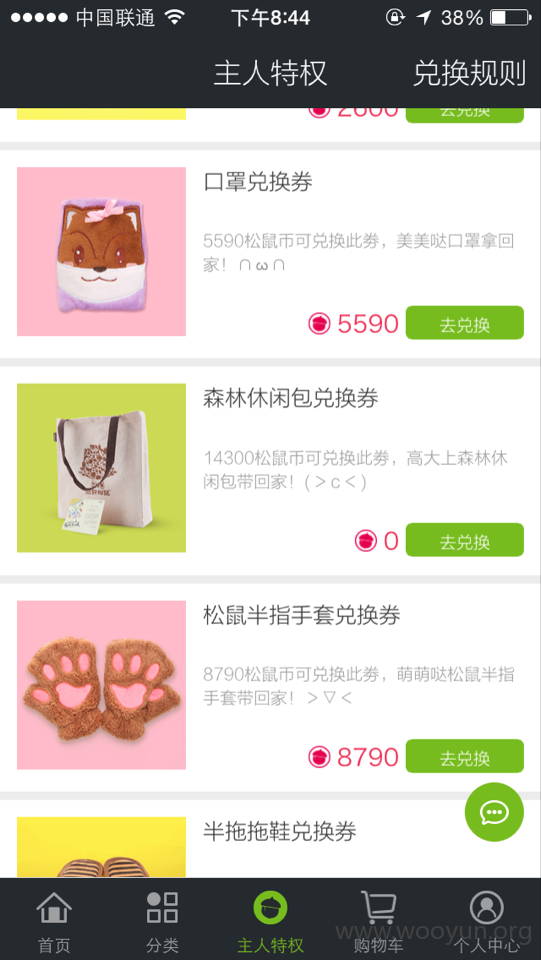 中国联通 下午8:44 38%
主人特权 兑换规则
2600 去兑换
口罩兑换券
5590松鼠币可兑换此券，美美哒口罩拿回
家！∩ω∩
5590 去兑换
森林休闲包兑换券
14300松鼠币可兑换此券，高大上森林休
闲包带回家！(＞c＜)
0 去兑换
松鼠半指手套兑换券
8790松鼠币可兑换此券，萌萌哒松鼠半指
手套带回家！＞▽＜
8790 去兑换
半拖拖鞋兑换券
www.wooyun.org
首页 分类 主人特权 购物车 个人中心